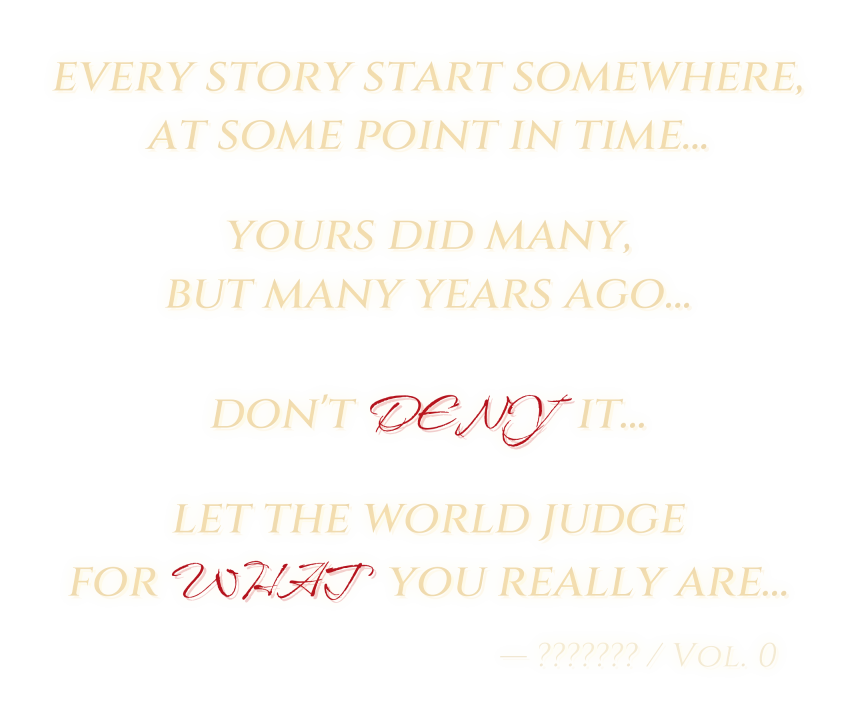 EVERY STORY START SOMEWHERE,
AT SOME POINT IN TIME...
YOURS DID MANY,
BUT MANY YEARS AGO...
DON'T DENY IT...
LET THE WORLD JUDGE
FOR WHAT YOU REALLY ARE...
— ??????? / VOL. 0